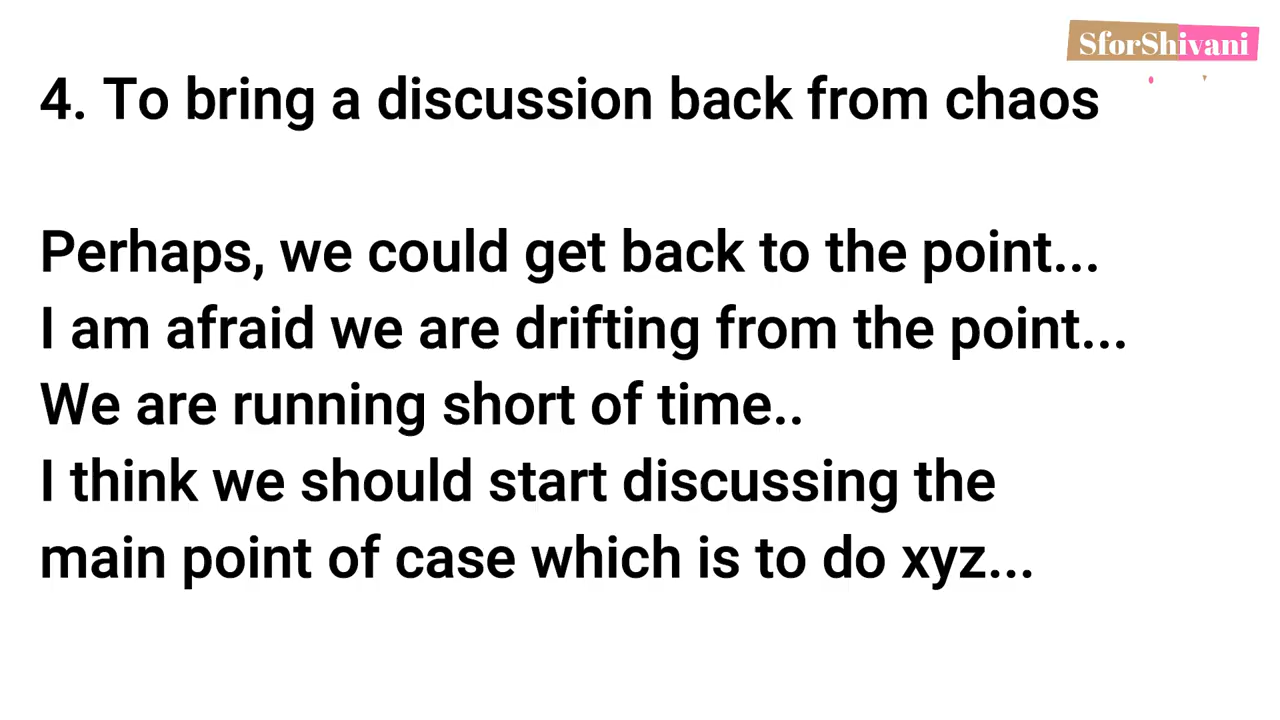 SforShivani
4. To bring a discussion back from chaos
Perhaps, we could get back to the point...
I am afraid we are drifting from the point...
We are running short of time..
I think we should start discussing the
main point of case which is to do xyz...